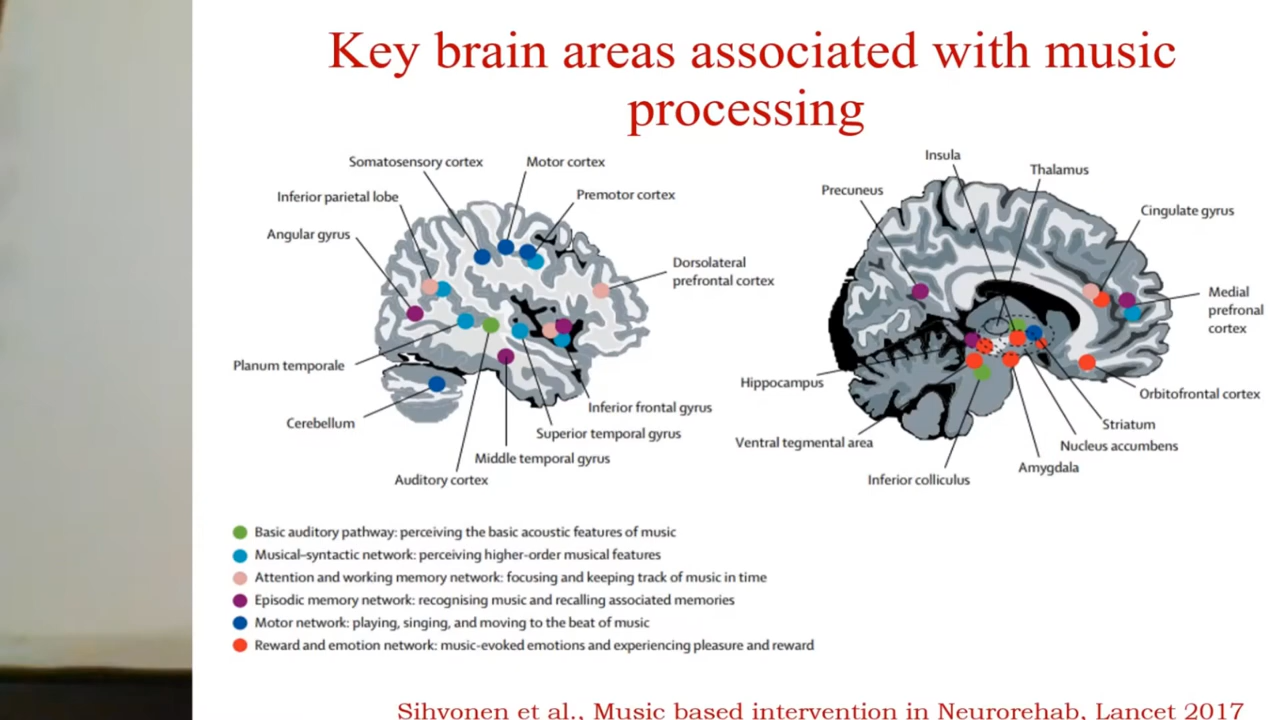 Key brain areas associated with music
processing
Somatosensory cortex
Motor cortex
Inferior parietal lobe
Premotor cortex
Angular gyrus
Dorsolateral
prefrontal cortex
Planum temporale
Cerebellum
Inferior frontal gyrus
Superior temporal gyrus
Middle temporal gyrus
Auditory cortex
Insula
Thalamus
Precuneus
Cingulate gyrus
Medial
prefronal
cortex
Hippocampus
Orbitofrontal cortex
Striatum
Ventral tegmental area
Nucleus accumbens
Amygdala
Inferior colliculus
Basic auditory pathway: perceiving the basic acoustic features of music
Musical–syntactic network: perceiving higher-order musical features
Attention and working memory network: focusing and keeping track of music in time
Episodic memory network: recognising music and recalling associated memories
Motor network: playing, singing, and moving to the beat of music
Reward and emotion network: music-evoked emotions and experiencing pleasure and reward
Sihvonen et al., Music based intervention in Neurorehab, Lancet 2017